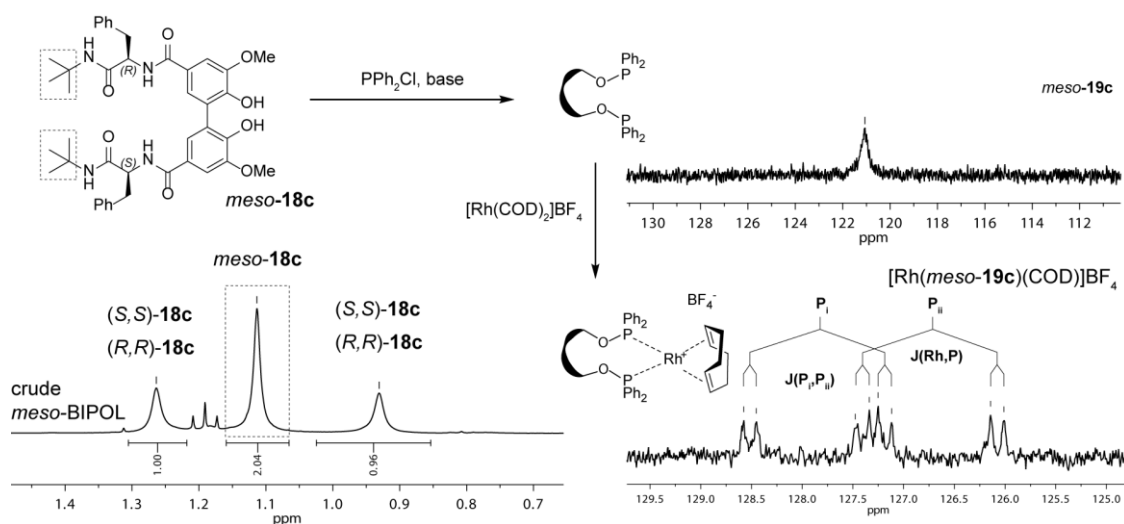 Ph
H
N
O
(R)
N
H
O
OMe
OH
OH
OMe
O
H
N
(S)
N
H
O
Ph
meso-18c
PPh2Cl, base
Ph2
P
O
O
P
Ph2
meso-19c
130 128 126 124 122 120 118 116 114 112
ppm
[Rh(COD)2]BF4
meso-18c
(S,S)-18c
(R,R)-18c
(S,S)-18c
(R,R)-18c
crude
meso-BIPOL
1.00
2.04
0.96
1.4 1.3 1.2 1.1 1.0 0.9 0.8 0.7
ppm
Ph2
P
O
O
P
Ph2
Rh+
BF4-
[Rh(meso-19c)(COD)]BF4
Pi
Pii
J(Rh,P)
J(Pi,Pii)
129.5 129.0 128.5 128.0 127.5 127.0 126.5 126.0 125.5 125.0
ppm